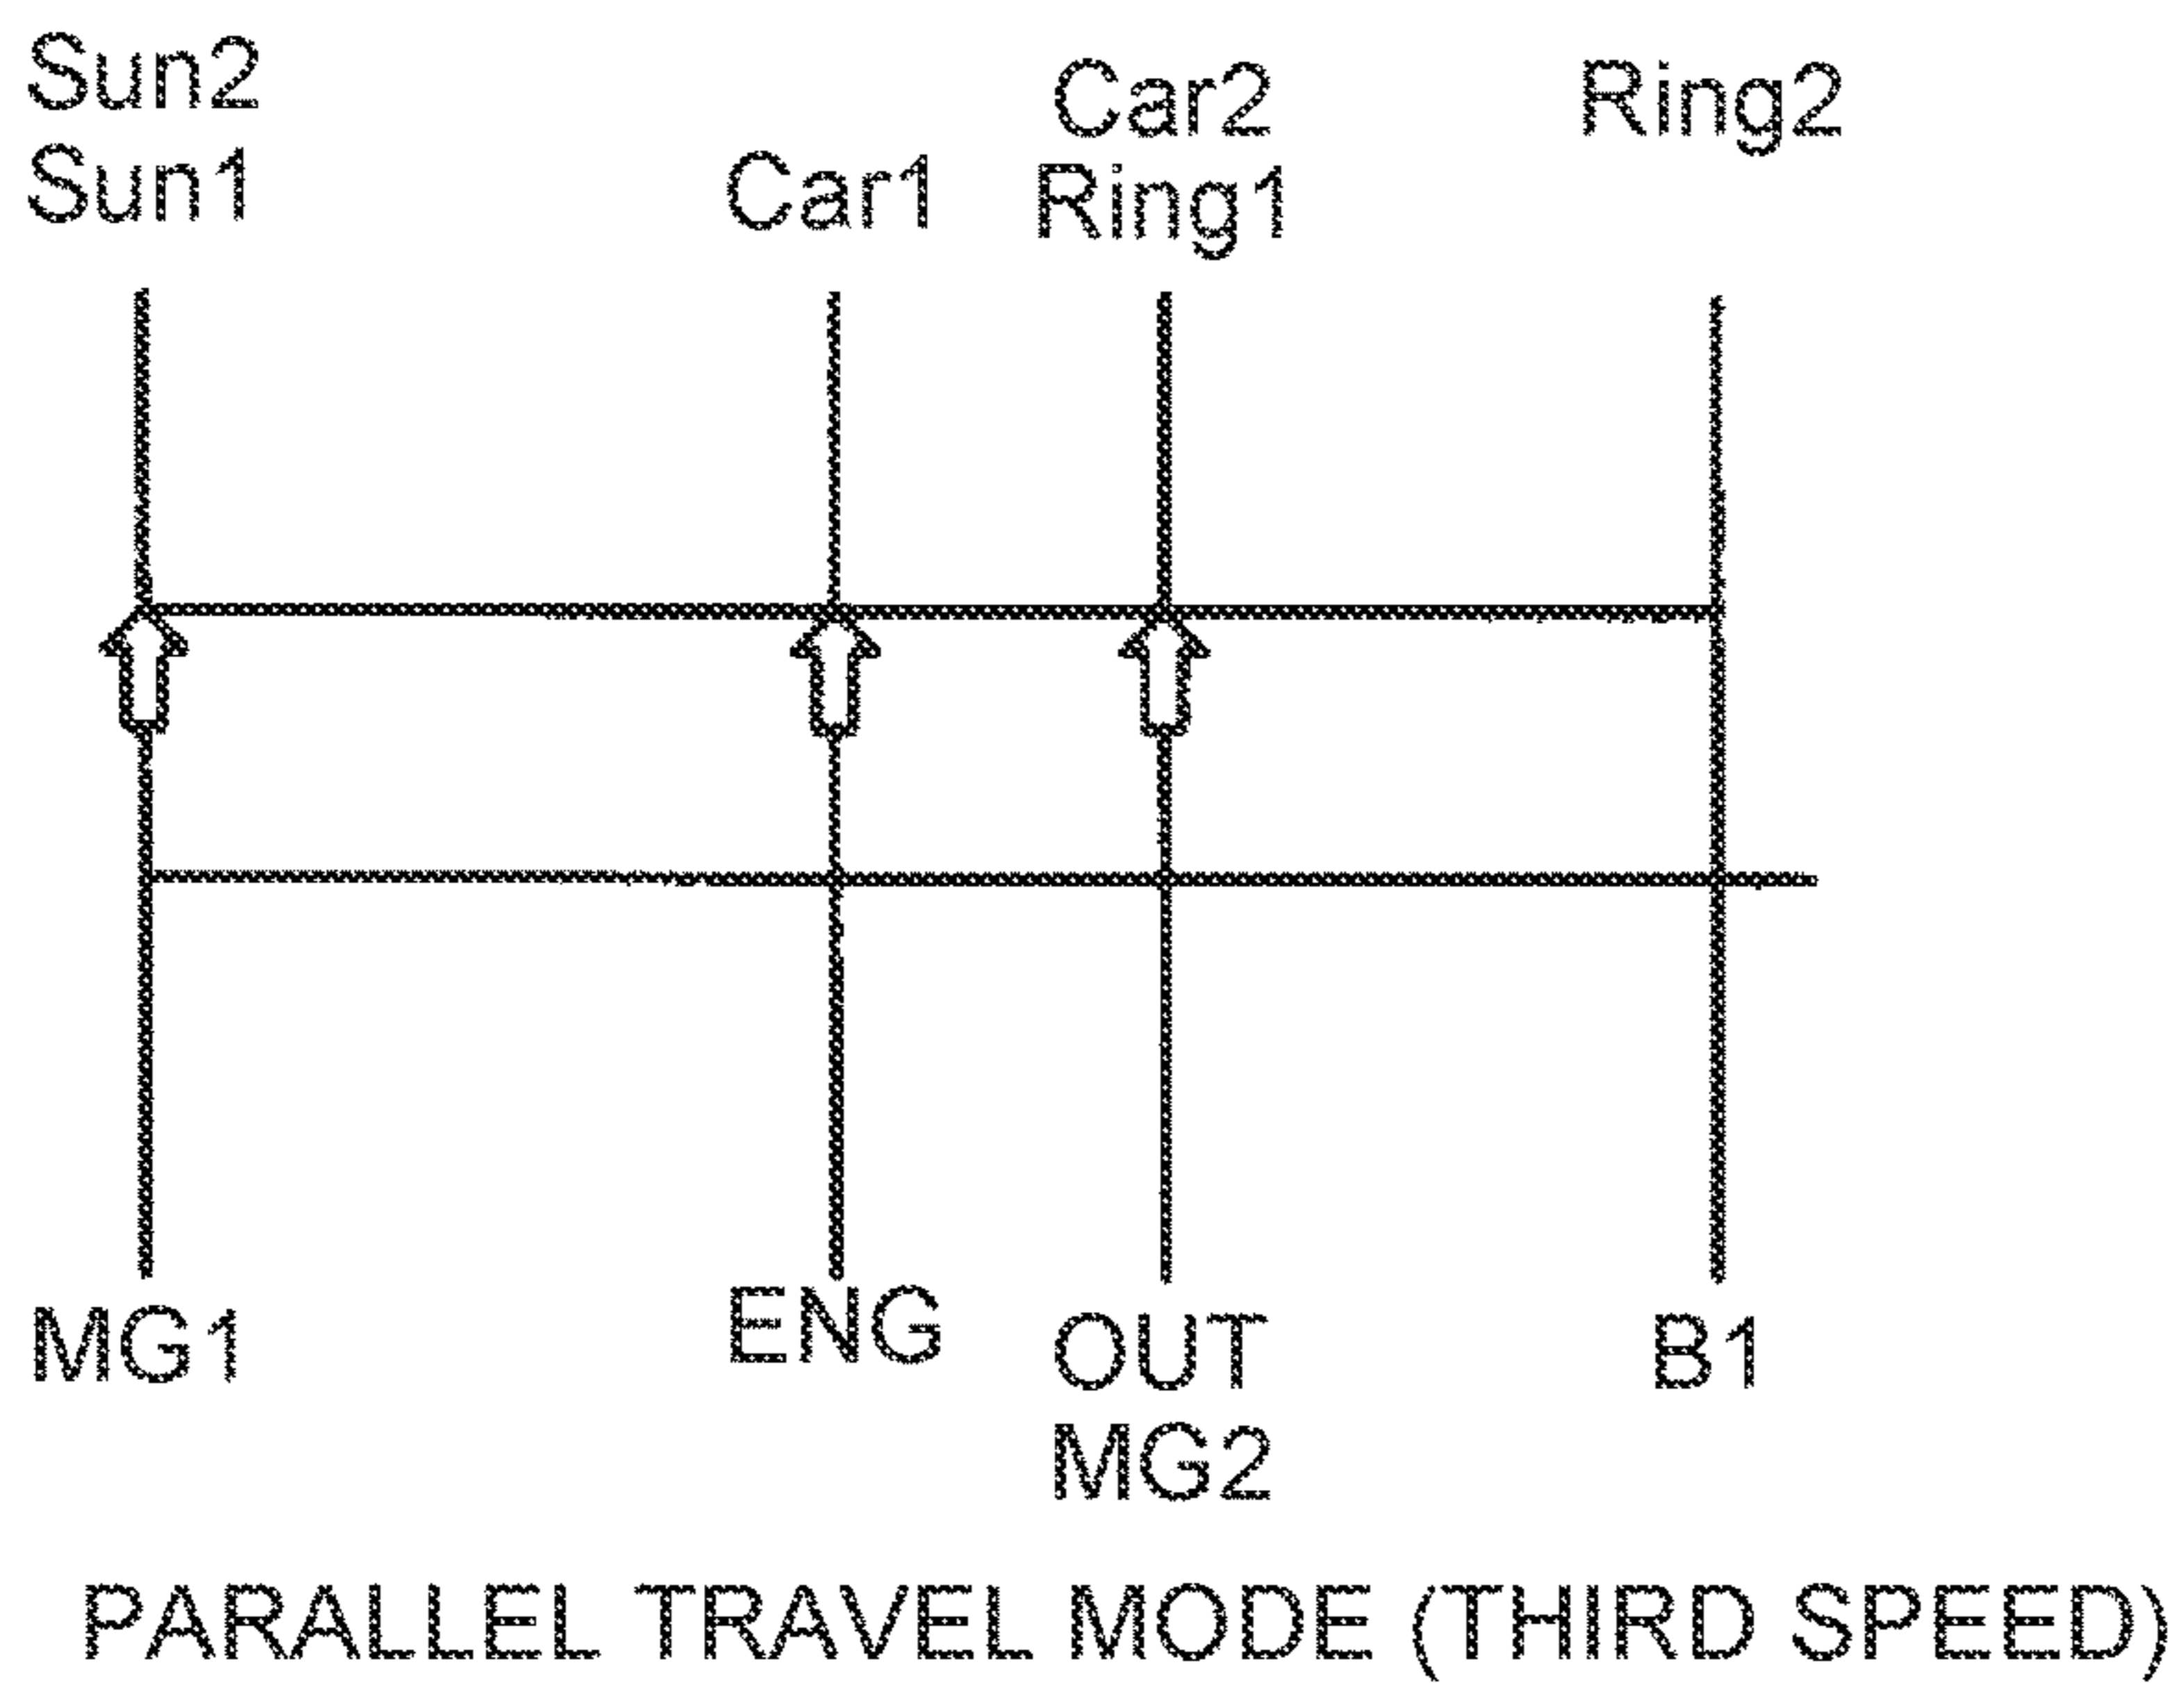 Sun2
Sun1
Car1
Car2
Ring1
Ring2
MG1
ENG
OUT
MG2
B1
PARALLEL TRAVEL MODE (THIRD SPEED)